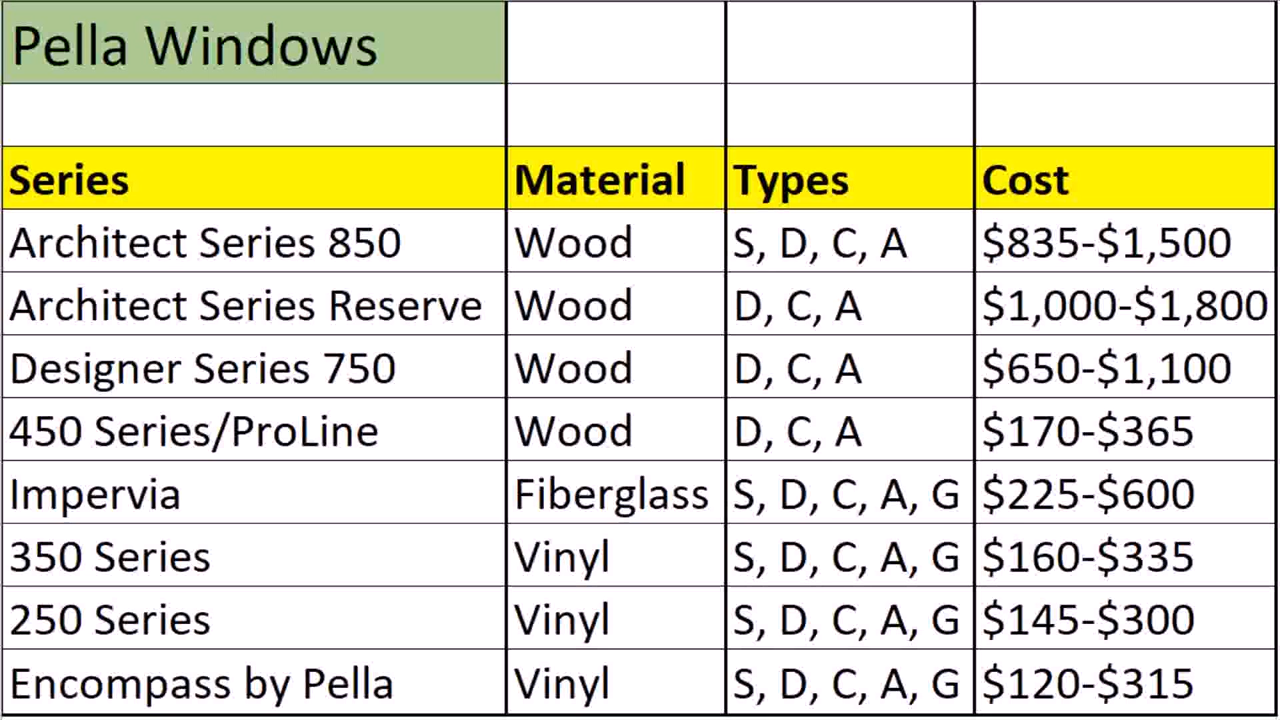 Pella Windows
Series Material Types Cost
Architect Series 850 Wood S, D, C, A $835-$1,500
Architect Series Reserve Wood D, C, A $1,000-$1,800
Designer Series 750 Wood D, C, A $650-$1,100
450 Series/ProLine Wood D, C, A $170-$365
Impervia Fiberglass S, D, C, A, G $225-$600
350 Series Vinyl S, D, C, A, G $160-$335
250 Series Vinyl S, D, C, A, G $145-$300
Encompass by Pella Vinyl S, D, C, A, G $120-$315